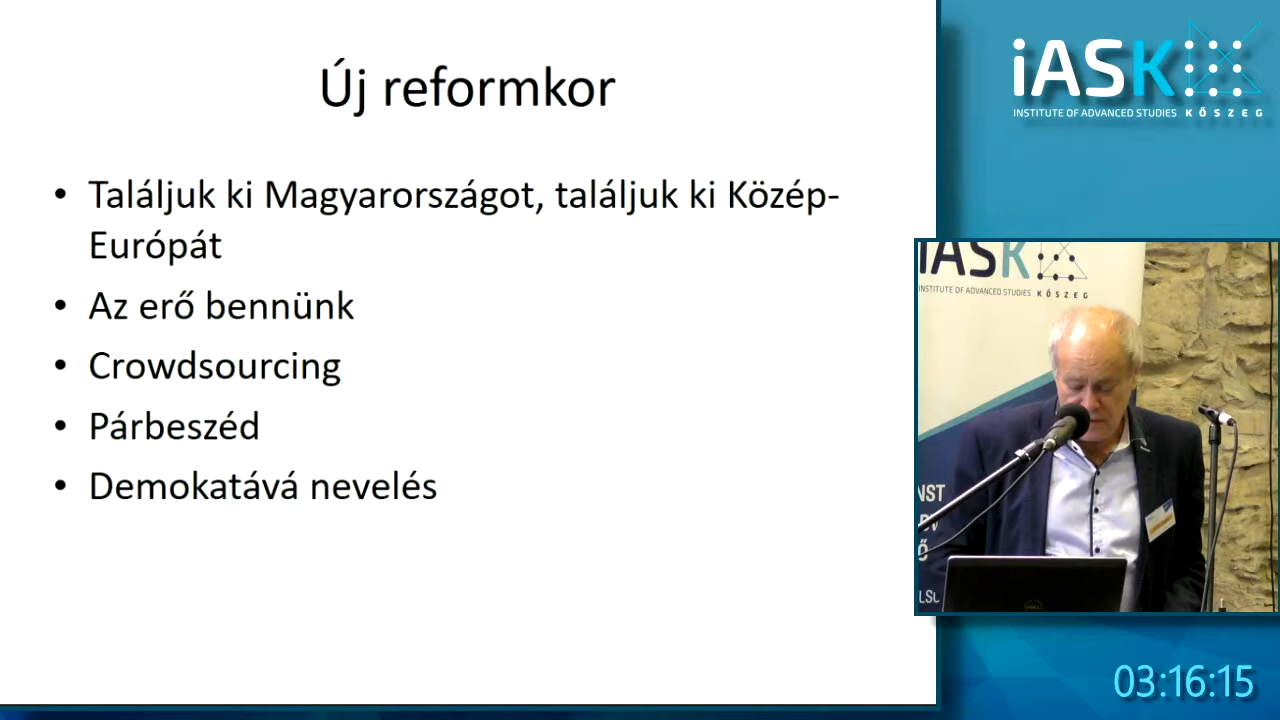 Új reformkor
• Találjuk ki Magyarországot, találjuk ki Közép-
Európát
• Az erő bennünk
• Crowdsourcing
• Párbeszéd
• Demokatává nevelés
iASK
INSTITUTE OF ADVANCED STUDIES KŐSZEG
iASK
INSTITUTE OF ADVANCED STUDIES KŐSZEG
03:16:15